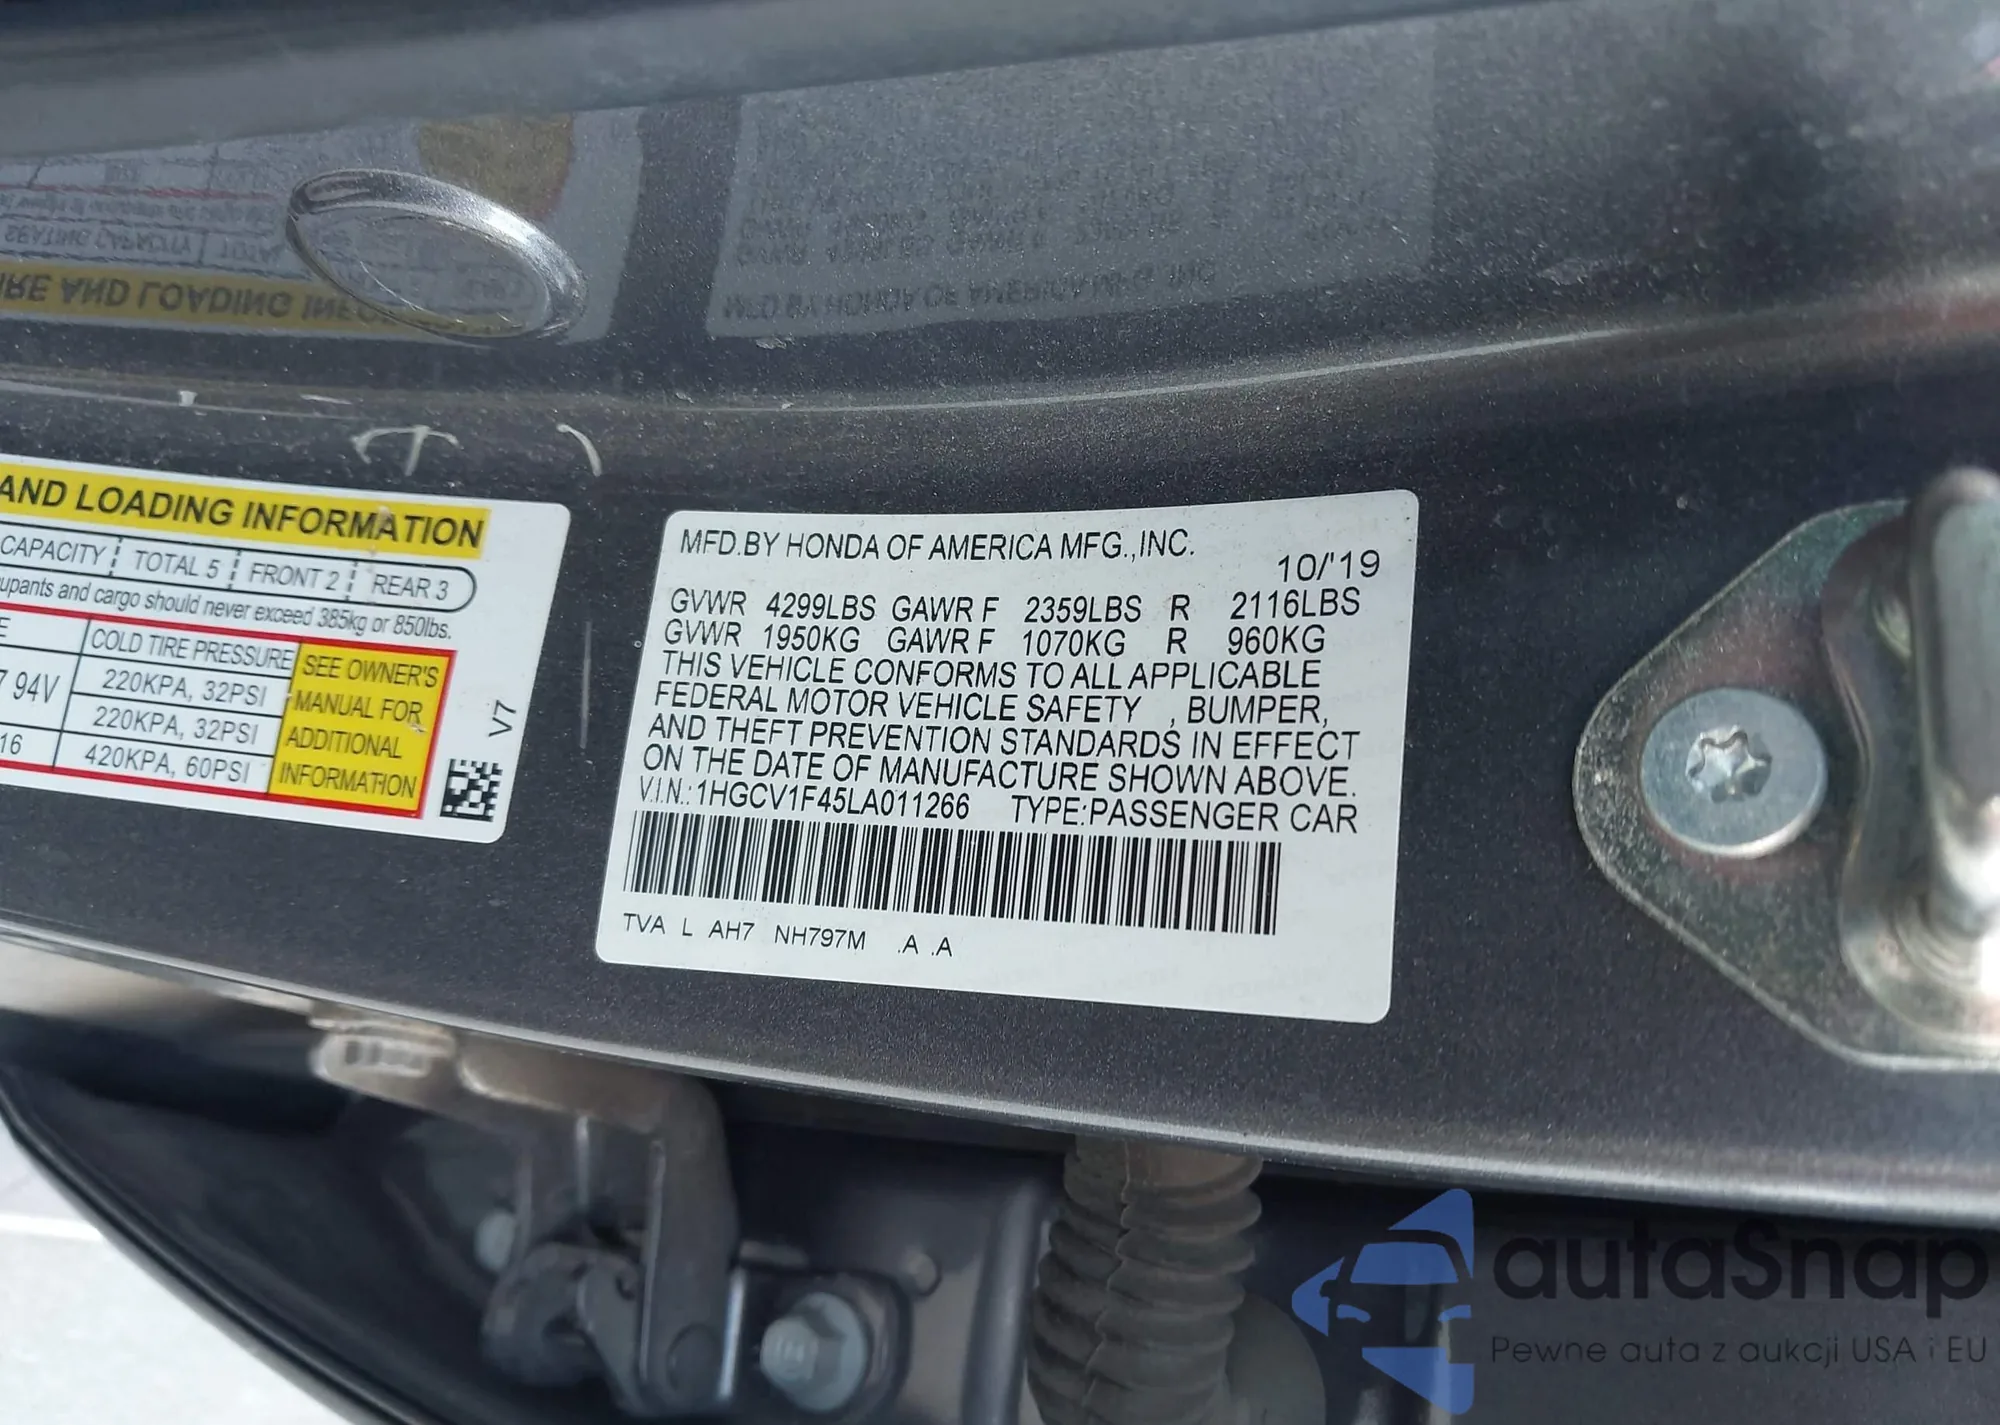 AND LOADING INFORMATION
CAPACITY TOTAL 5 FRONT 2 REAR 3
upants and cargo should never exceed 385kg or 850lbs.
E COLD TIRE PRESSURE
7 94V 220KPA, 32PSI
220KPA, 32PSI
16 420KPA, 60PSI
SEE OWNER'S
MANUAL FOR
ADDITIONAL
INFORMATION
V7
MFD.BY HONDA OF AMERICA MFG.,INC.
10/'19
GVWR 4299LBS GAWR F 2359LBS R 2116LBS
GVWR 1950KG GAWR F 1070KG R 960KG
THIS VEHICLE CONFORMS TO ALL APPLICABLE
FEDERAL MOTOR VEHICLE SAFETY , BUMPER,
AND THEFT PREVENTION STANDARDS IN EFFECT
ON THE DATE OF MANUFACTURE SHOWN ABOVE.
V.I.N.: 1HGCV1F45LA011266 TYPE:PASSENGER CAR
TVA L AH7 NH797M .A .A
autaSnap
Pewne auta z aukcji USA i EU